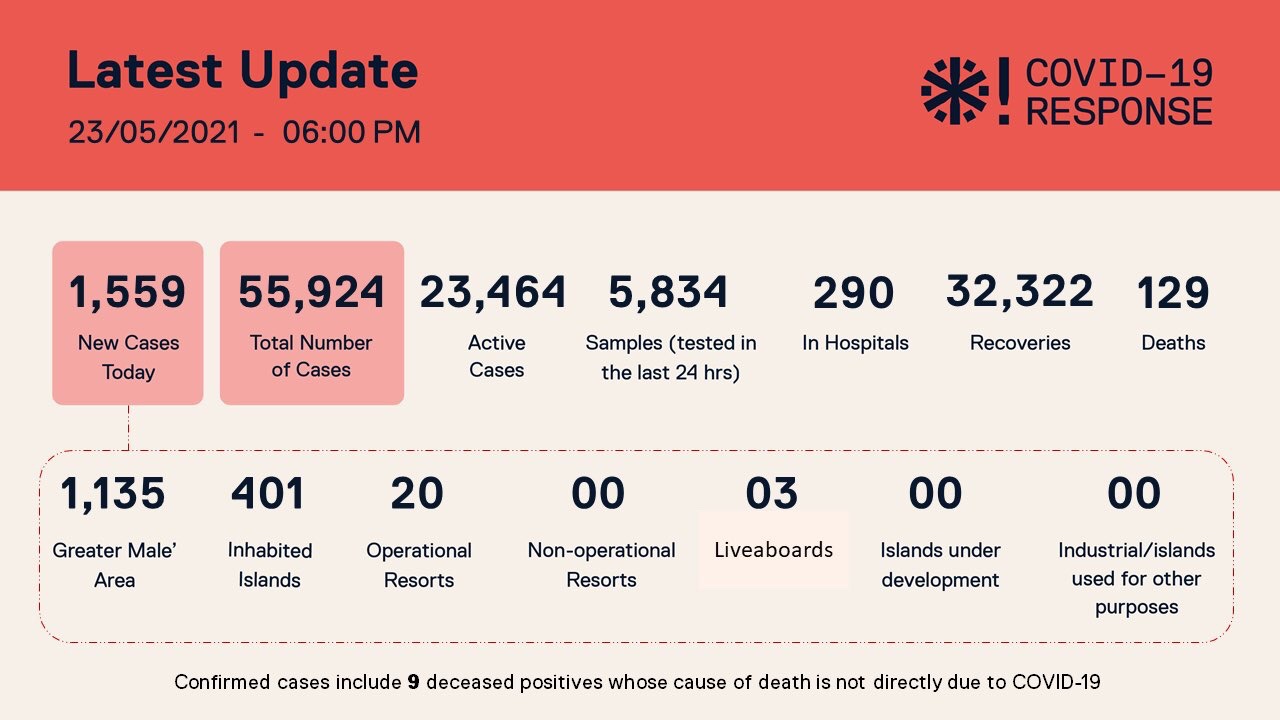 Latest Update
23/05/2021 - 06:00 PM
COVID-19
RESPONSE
1,559
New Cases
Today
55,924
Total Number
of Cases
23,464
Active
Cases
5,834
Samples (tested in
the last 24 hrs)
290
In Hospitals
32,322
Recoveries
129
Deaths
1,135
Greater Male’
Area
401
Inhabited
Islands
20
Operational
Resorts
00
Non-operational
Resorts
03
Liveaboards
00
Islands under
development
00
Industrial/islands
used for other
purposes
Confirmed cases include 9 deceased positives whose cause of death is not directly due to COVID-19